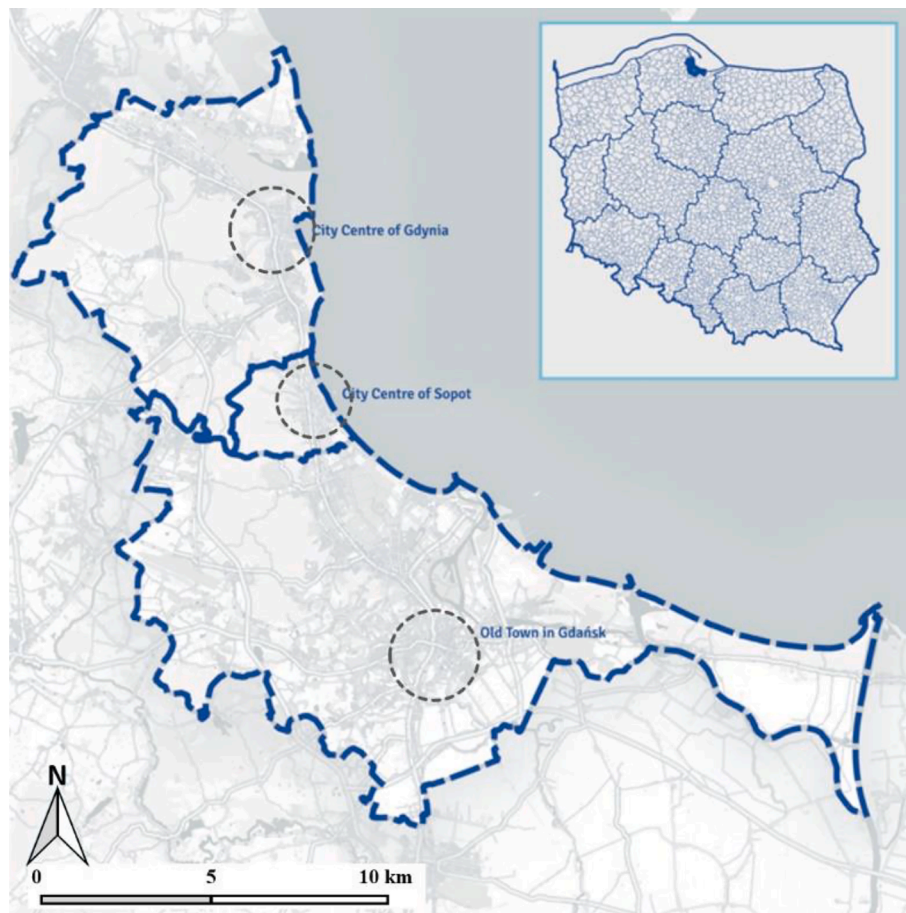 City Centre of Gdynia
City Centre of Sopot
Old Town in Gdańsk
N
0 5 10 km